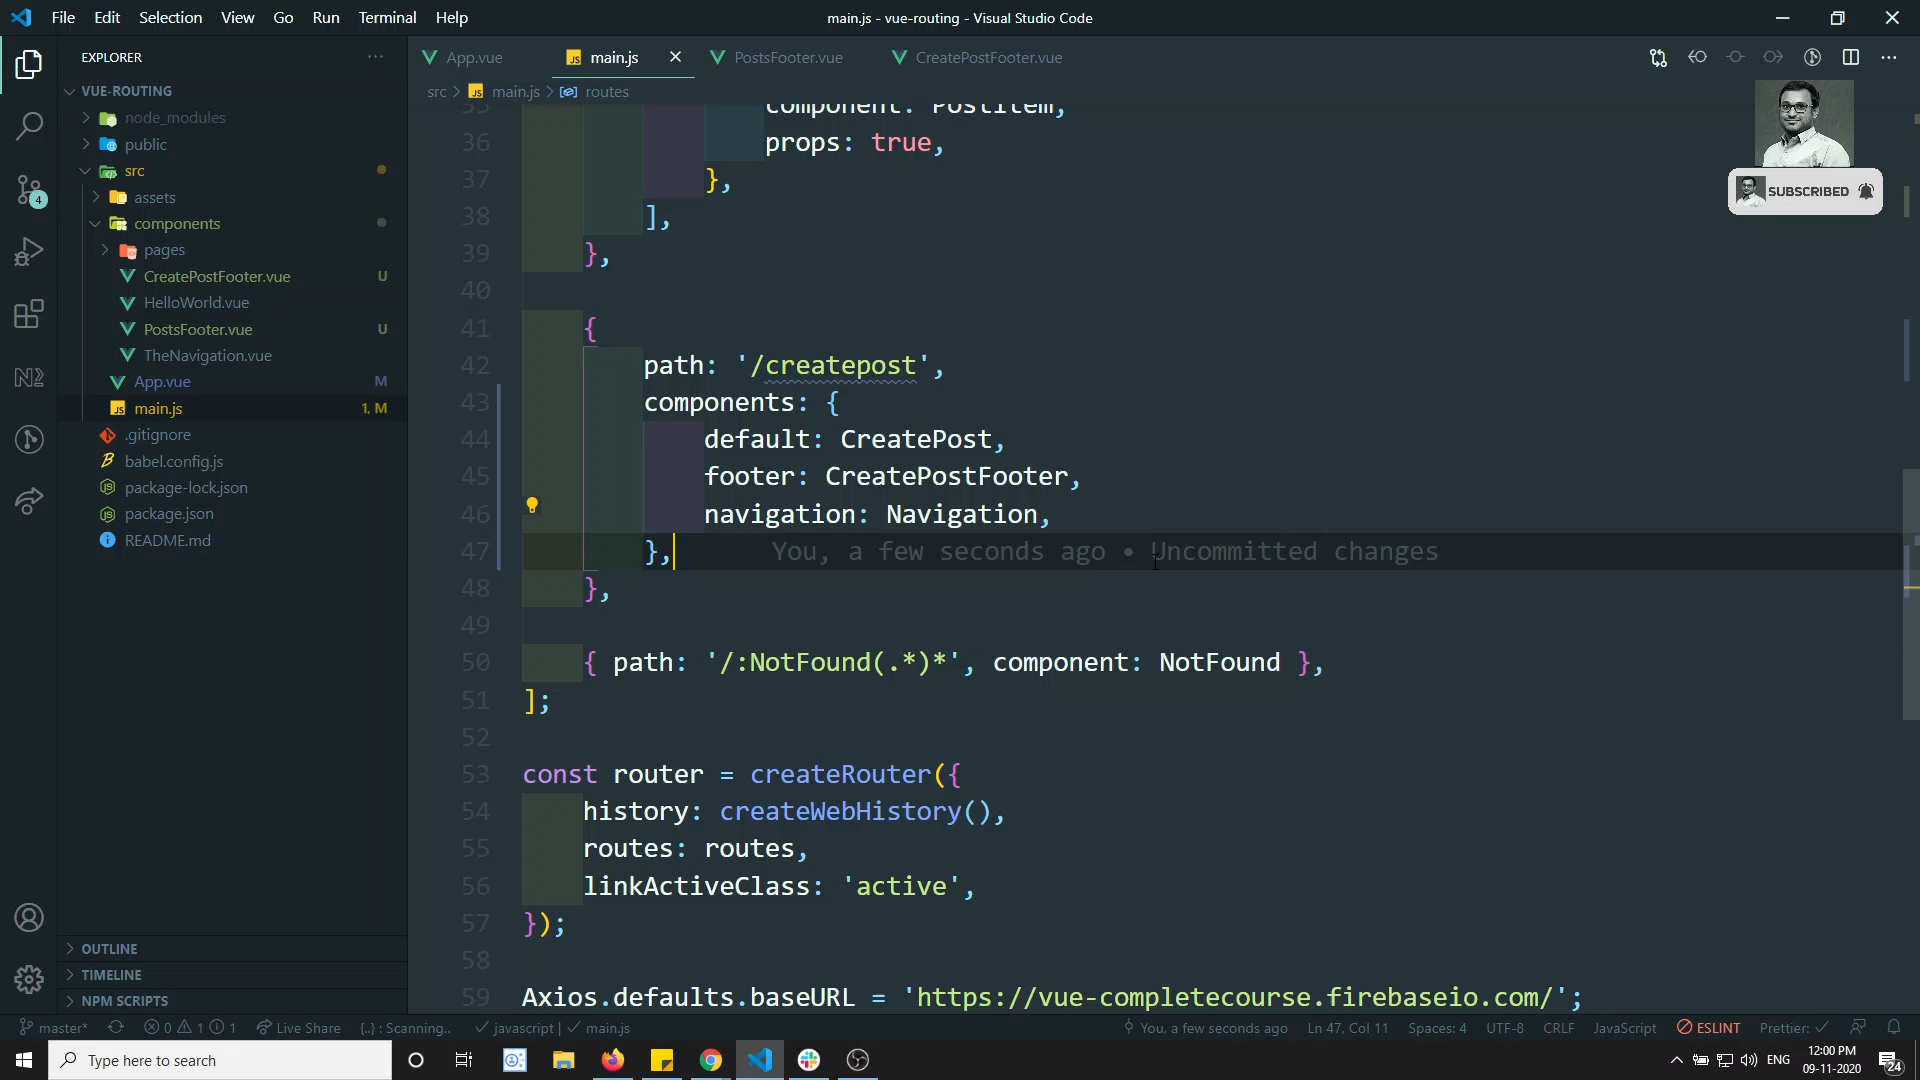 File Edit Selection View Go Run Terminal Help
main.js - vue-routing - Visual Studio Code
EXPLORER
VUE-ROUTING
node_modules
public
src
assets
components
pages
CreatePostFooter.vue U
HelloWorld.vue
PostsFooter.vue U
TheNavigation.vue
App.vue M
main.js 1, M
.gitignore
babel.config.js
package-lock.json
package.json
README.md
OUTLINE
TIMELINE
NPM SCRIPTS
4
App.vue main.js PostsFooter.vue CreatePostFooter.vue
src > main.js > routes
SUBSCRIBED
35 component: PostItem,
36 props: true,
37 },
38 ],
39 },
40
41 {
42 path: '/createpost',
43 components: {
44 default: CreatePost,
45 footer: CreatePostFooter,
46 navigation: Navigation,
47 }, You, a few seconds ago • Uncommitted changes
48 },
49
50 { path: '/:NotFound(.*)*', component: NotFound },
51 ];
52
53 const router = createRouter({
54 history: createWebHistory(),
55 routes: routes,
56 linkActiveClass: 'active',
57 });
58
59 Axios.defaults.baseURL = 'https://vue-completecourse.firebaseio.com/';
master* 0 1 1 Live Share {..} : Scanning.. javascript | main.js You, a few seconds ago Ln 47, Col 11 Spaces: 4 UTF-8 CRLF JavaScript ESLINT Prettier:
Type here to search
ENG
12:00 PM
09-11-2020
24